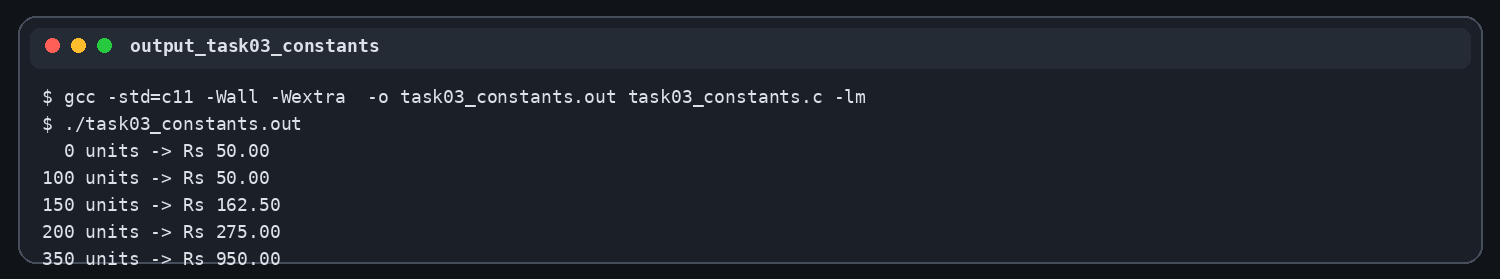 output_task03_constants
$ gcc -std=c11 -Wall -Wextra  -o task03_constants.out task03_constants.c -lm
$ ./task03_constants.out
  0 units -> Rs 50.00
100 units -> Rs 50.00
150 units -> Rs 162.50
200 units -> Rs 275.00
350 units -> Rs 950.00